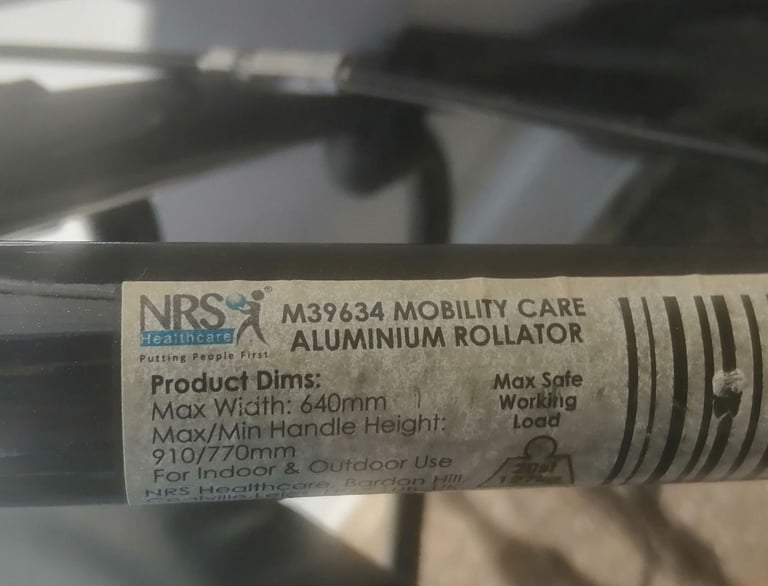 NRS
Healthcare
Putting People First
M39634 MOBILITY CARE
ALUMINIUM ROLLATOR
Product Dims:
Max Width: 640mm
Max/Min Handle Height:
910/770mm
For Indoor & Outdoor Use
NRS Healthcare, Bardon Hill
Max Safe
Working
Load
20st